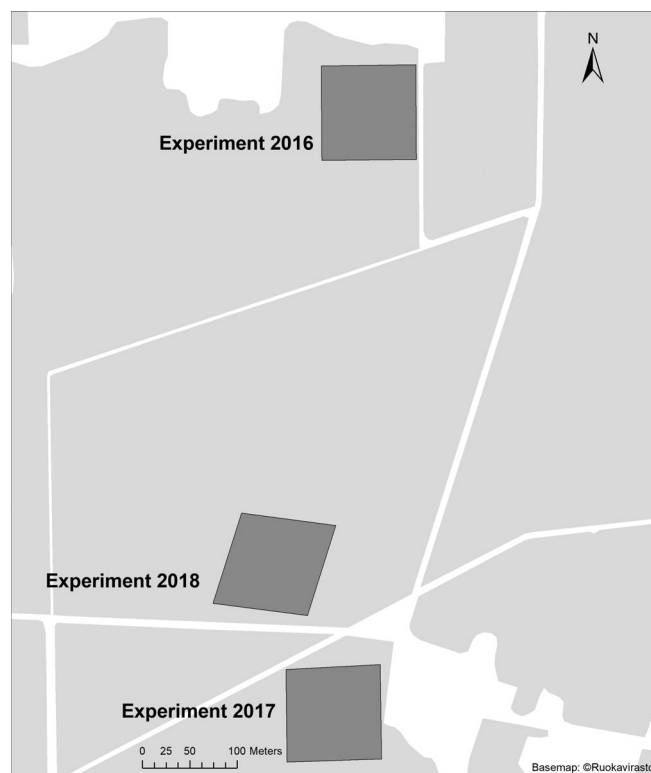 N
Experiment 2016
Experiment 2018
Experiment 2017
0 25 50 100 Meters
Basemap: ©Ruokavirasto